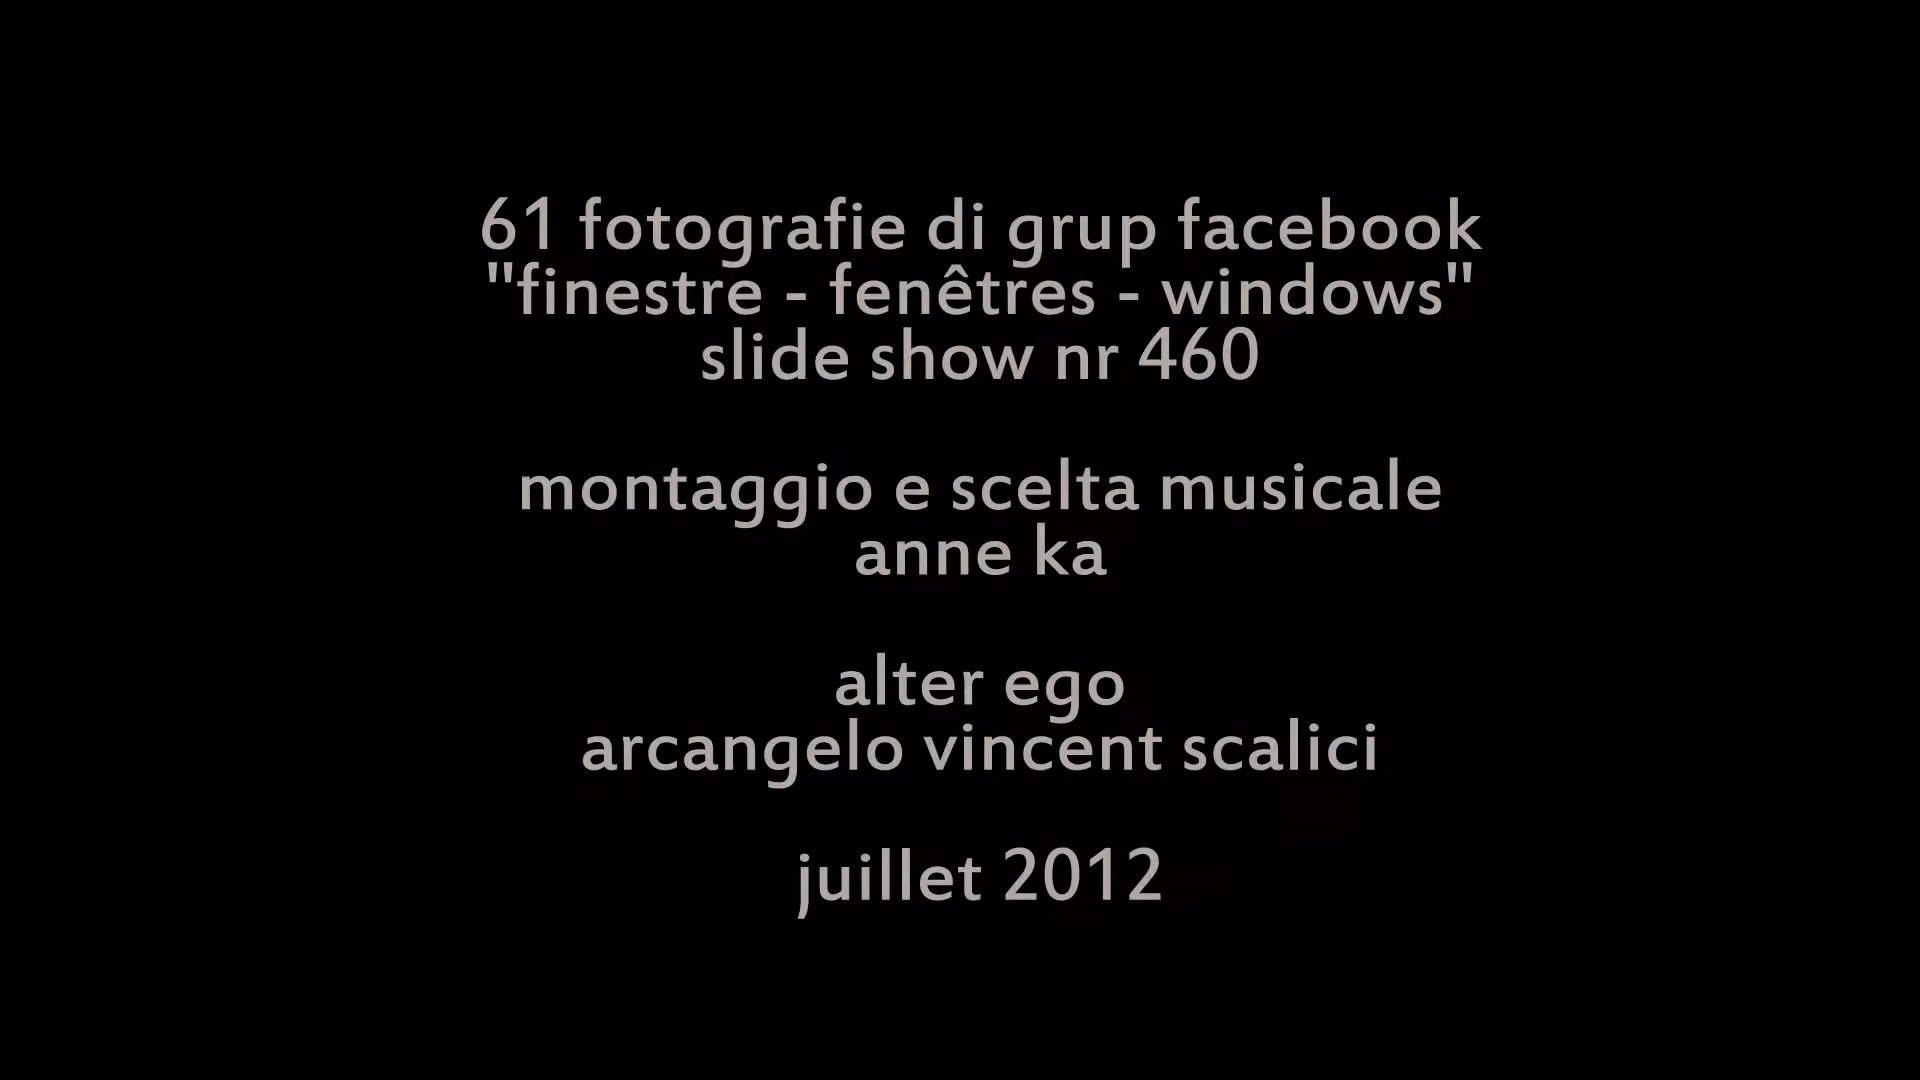 61 fotografie di grup facebook
"finestre - fenêtres - windows"
slide show nr 460
montaggio e scelta musicale
anne ka
alter ego
arcangelo vincent scalici
juillet 2012